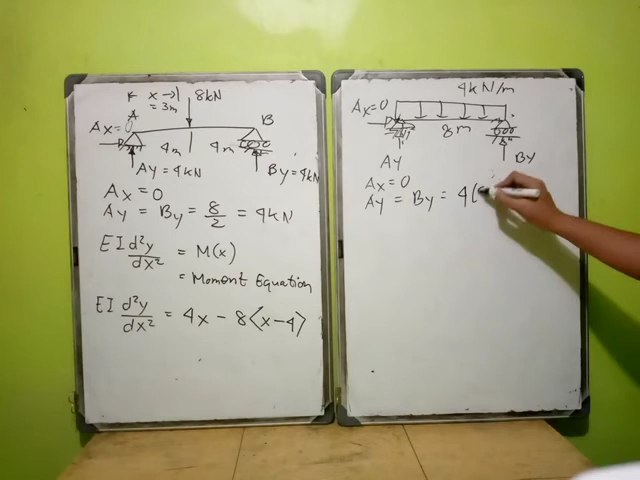 x → 8kN
= 3m
A B
Ax = 0
4m 4m
Ay = 4kN By = 4kN
Ax = 0
Ay = By = 8/2 = 4kN
EI d²y/dx² = M(x)
= Moment Equation
EI d²y/dx² = 4x - 8⟨x-4⟩
4kN/m
Ax=0
8m
Ay By
Ax = 0
Ay = By = 4(